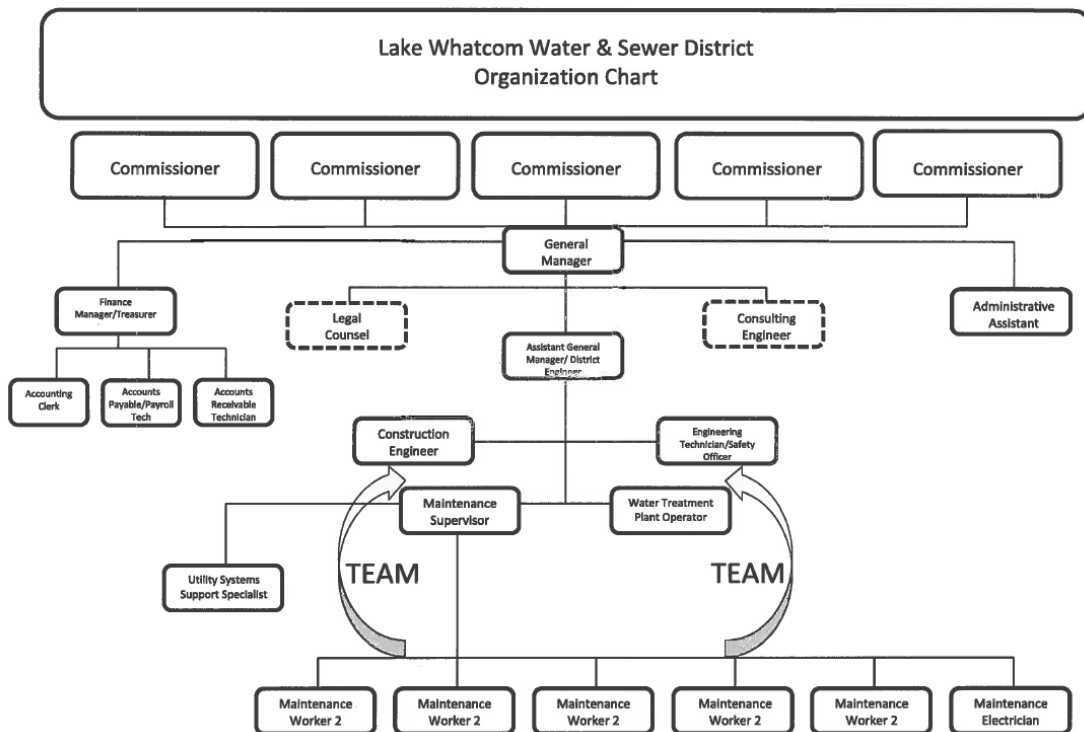 Lake Whatcom Water & Sewer District
Organization Chart
Commissioner
Commissioner
Commissioner
Commissioner
Commissioner
General
Manager
Finance
Manager/Treasurer
Legal
Counsel
Consulting
Engineer
Administrative
Assistant
Assistant General
Manager/ District
Engineer
Accounting
Clerk
Accounts
Payable/Payroll
Tech
Accounts
Receivable
Technician
Construction
Engineer
Engineering
Technician/Safety
Officer
Maintenance
Supervisor
Water Treatment
Plant Operator
Utility Systems
Support Specialist
TEAM
TEAM
Maintenance
Worker 2
Maintenance
Worker 2
Maintenance
Worker 2
Maintenance
Worker 2
Maintenance
Worker 2
Maintenance
Electrician